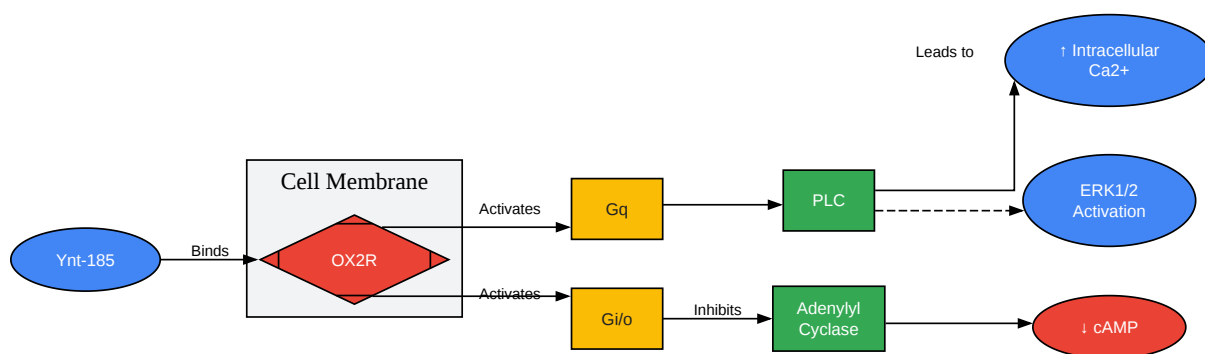 Leads to
↑ Intracellular
Ca2+
Cell Membrane
Activates
Gq
PLC
ERK1/2
Activation
Ynt-185
Binds
OX2R
Activates
Gi/o
Inhibits
Adenylyl
Cyclase
↓ cAMP